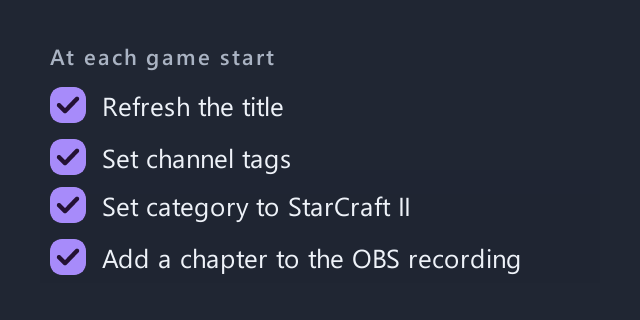 At each game start
Refresh the title
Set channel tags
Set category to StarCraft II
Add a chapter to the OBS recording